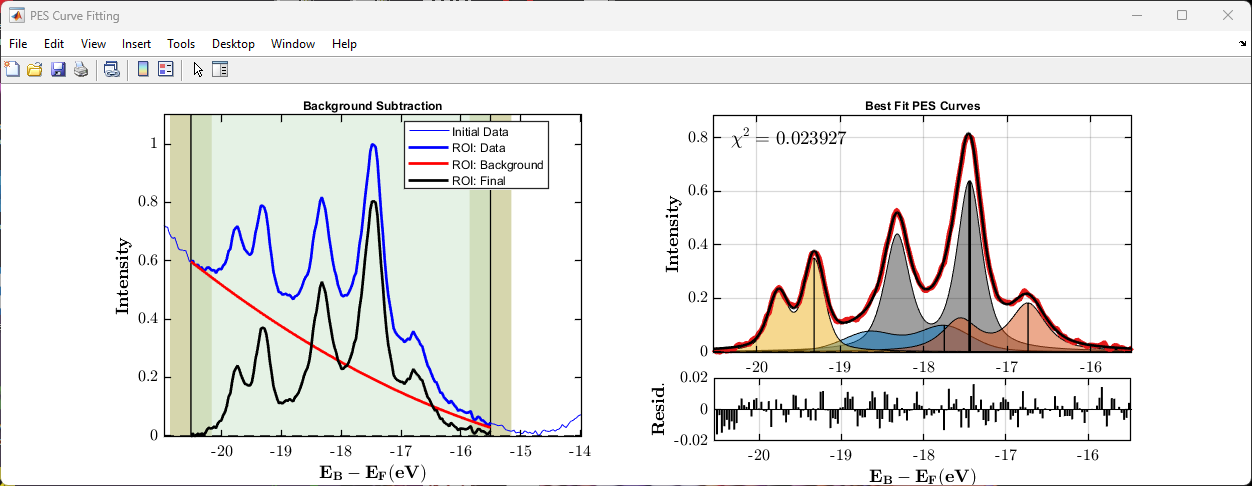 PES Curve Fitting
File Edit View Insert Tools Desktop Window Help
Background Subtraction
Intensity
1
0.8
0.6
0.4
0.2
0
Initial Data
ROI: Data
ROI: Background
ROI: Final
-20 -19 -18 -17 -16 -15 -14
E_B − E_F(eV)
Best Fit PES Curves
χ² = 0.023927
Intensity
0.8
0.6
0.4
0.2
0
-20 -19 -18 -17 -16
Resid.
0.02
0
-0.02
-20 -19 -18 -17 -16
E_B − E_F(eV)